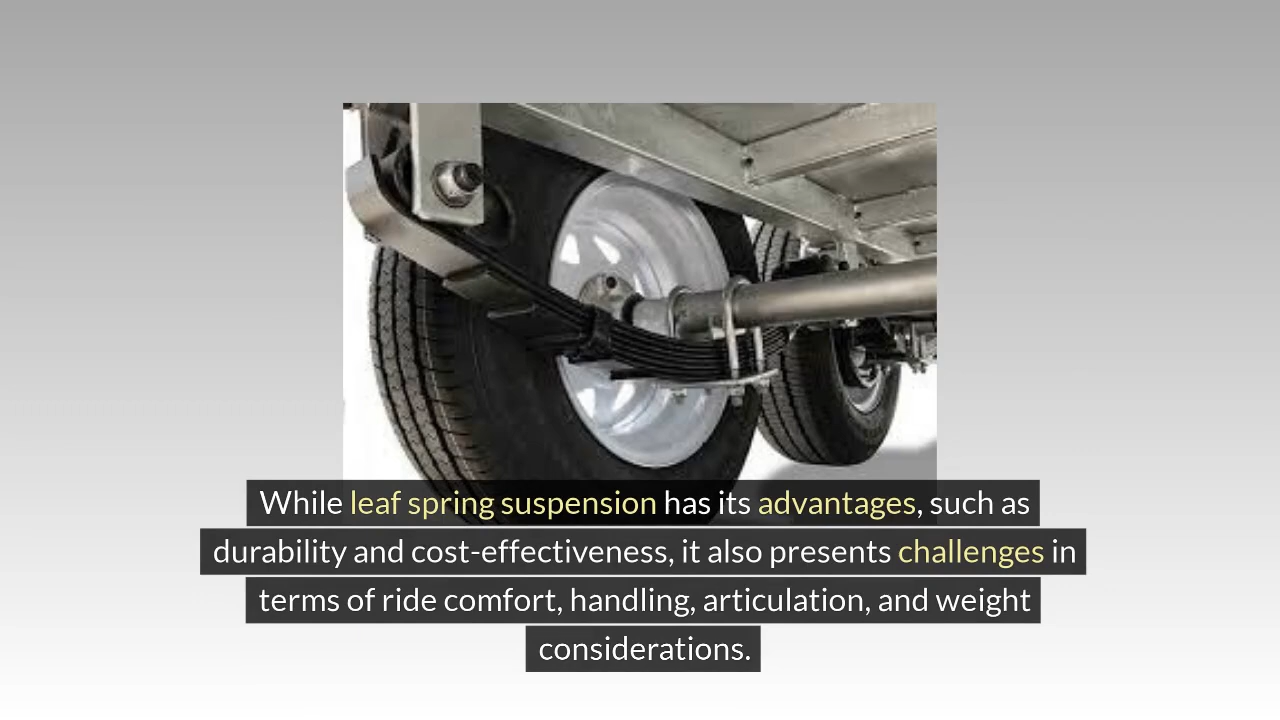 While leaf spring suspension has its advantages, such as
durability and cost-effectiveness, it also presents challenges in
terms of ride comfort, handling, articulation, and weight
considerations.